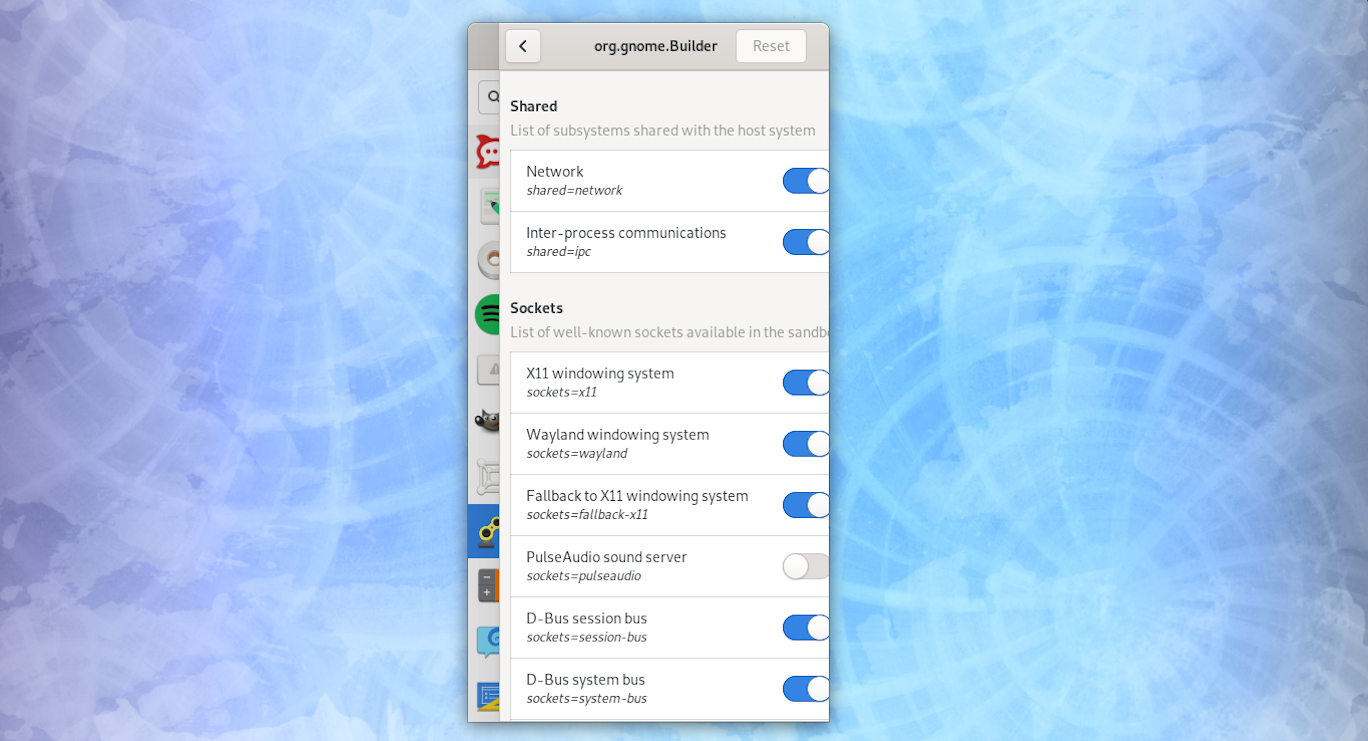 org.gnome.Builder
Reset
Shared
List of subsystems shared with the host system
Network
shared=network
Inter-process communications
shared=ipc
Sockets
List of well-known sockets available in the
X11 windowing system
sockets=x11
Wayland windowing system
sockets=wayland
Fallback to X11 windowing system
sockets=fallback-x11
PulseAudio sound server
sockets=pulseaudio
D-Bus session bus
sockets=session-bus
D-Bus system bus
sockets=system-bus